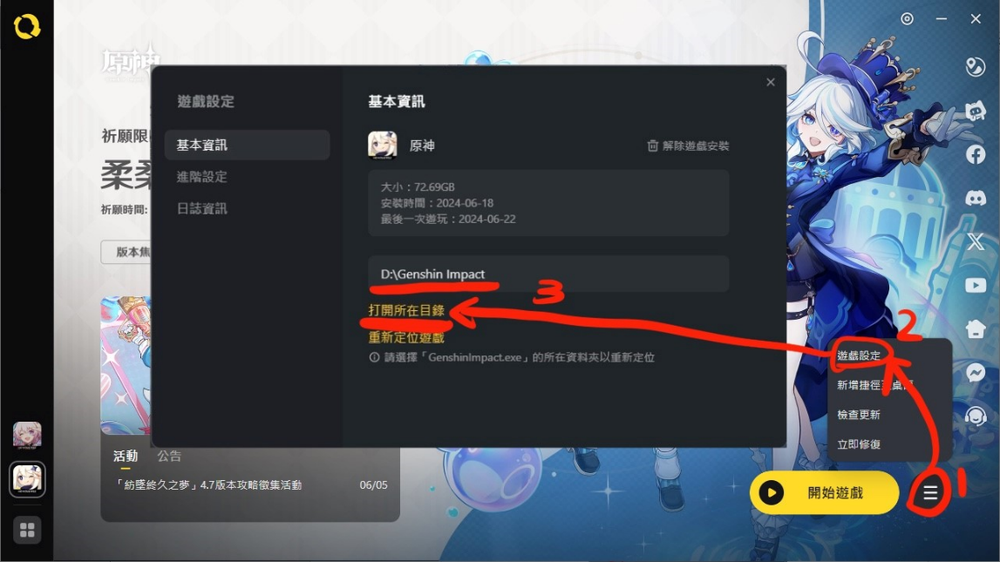 原神
祈願限
柔柔
祈願時間:
版本焦
遊戲設定
基本資訊
進階設定
日誌資訊
基本資訊
原神
解除遊戲安裝
大小:72.69GB
安裝時間:2024-06-18
最後一次遊玩:2024-06-22
D:\Genshin Impact
打開所在目錄
重新定位遊戲
請選擇「GenshinImpact.exe」的所在資料夾以重新定位
3
2
遊戲設定
新增捷徑至桌面
檢查更新
立即修復
活動 公告
「紡墜終久之夢」4.7版本攻略徵集活動 06/05
開始遊戲
1